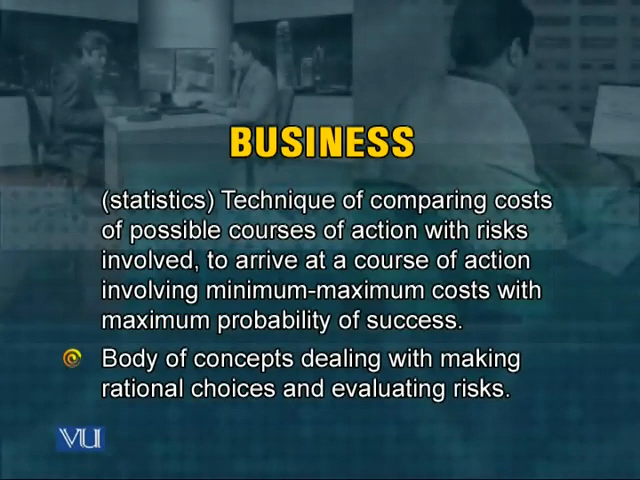 BUSINESS
(statistics) Technique of comparing costs
of possible courses of action with risks
involved, to arrive at a course of action
involving minimum-maximum costs with
maximum probability of success.
Body of concepts dealing with making
rational choices and evaluating risks.
VU